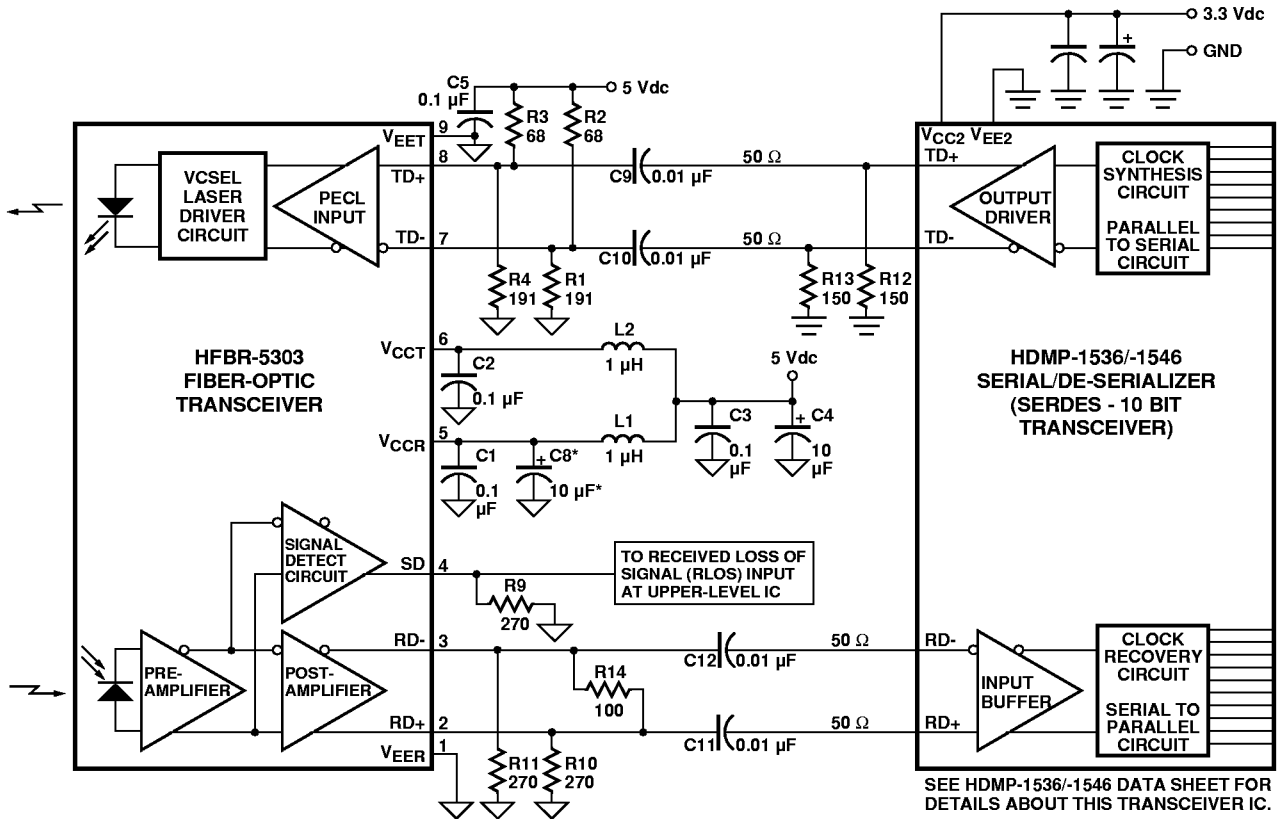 3.3 Vdc
+
GND
C5
0.1 µF
5 Vdc
R3
68
R2
68
9
VEET
VCC2 VEE2
8
TD+
C9
0.01 µF
50 Ω
TD+
VCSEL
LASER
DRIVER
CIRCUIT
PECL
INPUT
OUTPUT
DRIVER
CLOCK
SYNTHESIS
CIRCUIT
PARALLEL
TO SERIAL
CIRCUIT
TD-
7
C10
0.01 µF
50 Ω
TD-
R4
191
R1
191
R13
150
R12
150
HFBR-5303
FIBER-OPTIC
TRANSCEIVER
VCCT
6
L2
1 µH
C2
0.1 µF
5 Vdc
HDMP-1536/-1546
SERIAL/DE-SERIALIZER
(SERDES - 10 BIT
TRANSCEIVER)
VCCR
5
L1
1 µH
C3
0.1
µF
+
C4
10
µF
C1
0.1
µF
+
C8*
10 µF*
SIGNAL
DETECT
CIRCUIT
SD
4
TO RECEIVED LOSS OF
SIGNAL (RLOS) INPUT
AT UPPER-LEVEL IC
R9
270
RD-
3
C12
0.01 µF
50 Ω
RD-
PRE-
AMPLIFIER
POST-
AMPLIFIER
R14
100
INPUT
BUFFER
CLOCK
RECOVERY
CIRCUIT
SERIAL TO
PARALLEL
CIRCUIT
RD+
2
C11
0.01 µF
50 Ω
RD+
VEER
1
R11
270
R10
270
SEE HDMP-1536/-1546 DATA SHEET FOR
DETAILS ABOUT THIS TRANSCEIVER IC.